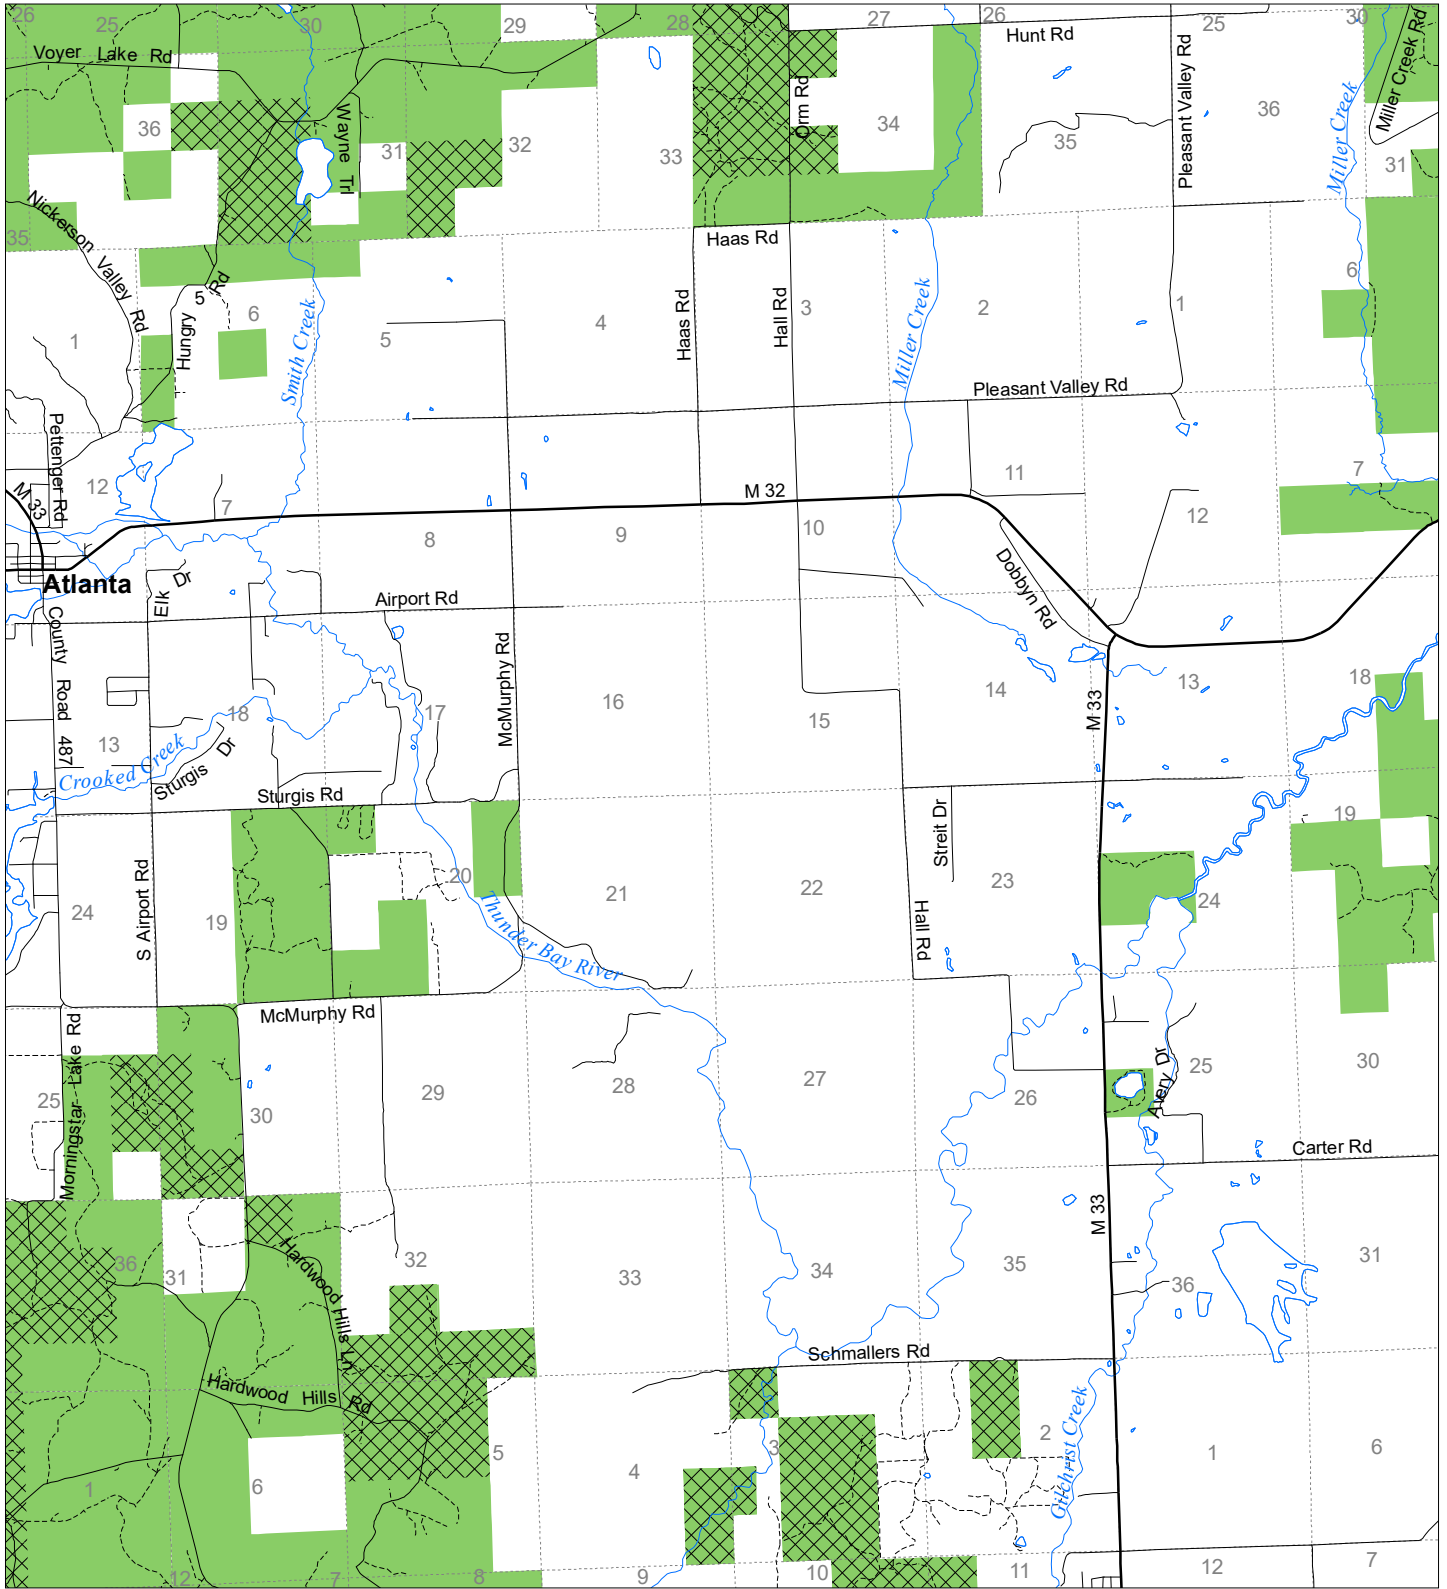 26
25
30
29
28
27
26
25
30
Voyer Lake Rd
Hunt Rd
Pleasant Valley Rd
Miller Creek Rd
Orm Rd
Wayne Trl
36
31
32
33
34
35
36
Miller Creek
31
Nickerson Valley Rd
35
Haas Rd
Hungry 5 Rd
6
1
Smith Creek
5
4
Haas Rd
Hall Rd
3
Miller Creek
2
1
6
Pleasant Valley Rd
Pettenger Rd
M 33
12
7
M 32
11
7
8
9
10
12
Atlanta
Elk Dr
Airport Rd
Dobbyn Rd
County Road 487
McMurphy Rd
18
17
16
15
14
M 33
13
18
13
Crooked Creek
Sturgis Dr
Sturgis Rd
Streit Dr
19
S Airport Rd
24
19
20
21
22
23
24
Hall Rd
Thunder Bay River
McMurphy Rd
Morningstar Lake Rd
25
30
29
28
27
26
Avery Dr
25
30
Carter Rd
M 33
36
31
32
33
34
35
36
31
Hardwood Hills Ln
Schmallers Rd
Hardwood Hills Rd
Gilchrist Creek
1
6
5
4
3
2
1
6
12
7
8
9
10
11
12
7